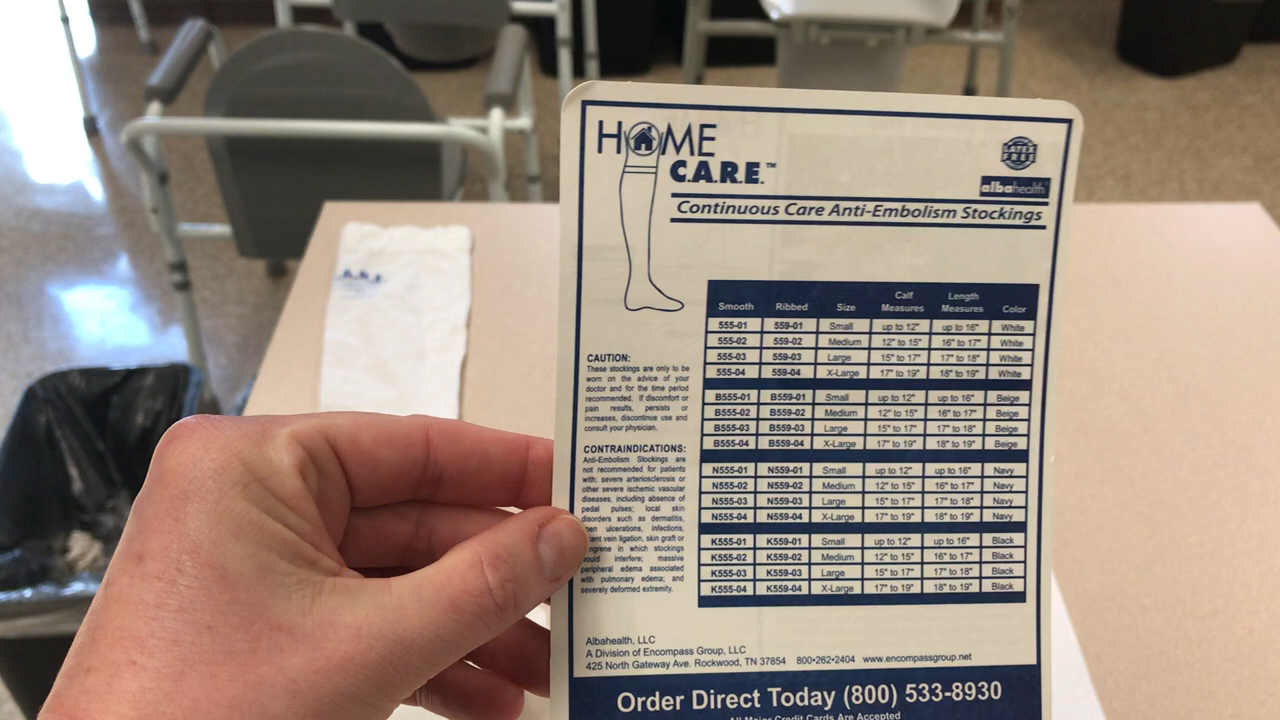 HOME
C.A.R.E.™
LATEX
FREE
albahealth
Continuous Care Anti-Embolism Stockings
Smooth Ribbed Size Calf Measures Length Measures Color
555-01 559-01 Small up to 12" up to 16" White
555-02 559-02 Medium 12" to 15" 16" to 17" White
555-03 559-03 Large 15" to 17" 17" to 18" White
555-04 559-04 X-Large 17" to 19" 18" to 19" White
B555-01 B559-01 Small up to 12" up to 16" Beige
B555-02 B559-02 Medium 12" to 15" 16" to 17" Beige
B555-03 B559-03 Large 15" to 17" 17" to 18" Beige
B555-04 B559-04 X-Large 17" to 19" 18" to 19" Beige
N555-01 N559-01 Small up to 12" up to 16" Navy
N555-02 N559-02 Medium 12" to 15" 16" to 17" Navy
N555-03 N559-03 Large 15" to 17" 17" to 18" Navy
N555-04 N559-04 X-Large 17" to 19" 18" to 19" Navy
K555-01 K559-01 Small up to 12" up to 16" Black
K555-02 K559-02 Medium 12" to 15" 16" to 17" Black
K555-03 K559-03 Large 15" to 17" 17" to 18" Black
K555-04 K559-04 X-Large 17" to 19" 18" to 19" Black
CAUTION:
These stockings are only to be
worn on the advice of your
doctor and for the time period
recommended. If discomfort or
pain results, persists or
increases, discontinue use and
consult your physician.
CONTRAINDICATIONS:
Anti-Embolism Stockings are
not recommended for patients
with: severe arteriosclerosis or
other severe ischemic vascular
diseases, including absence of
pedal pulses; local skin
disorders such as dermatitis,
ulcerations, infections,
vein ligation, skin graft or
in which stockings
would interfere; massive
peripheral edema associated
with pulmonary edema; and
severely deformed extremity.
Albahealth, LLC
A Division of Encompass Group, LLC
425 North Gateway Ave. Rockwood, TN 37854 800•262•2404 www.encompassgroup.net
Order Direct Today (800) 533-8930
All Major Credit Cards Are Accepted